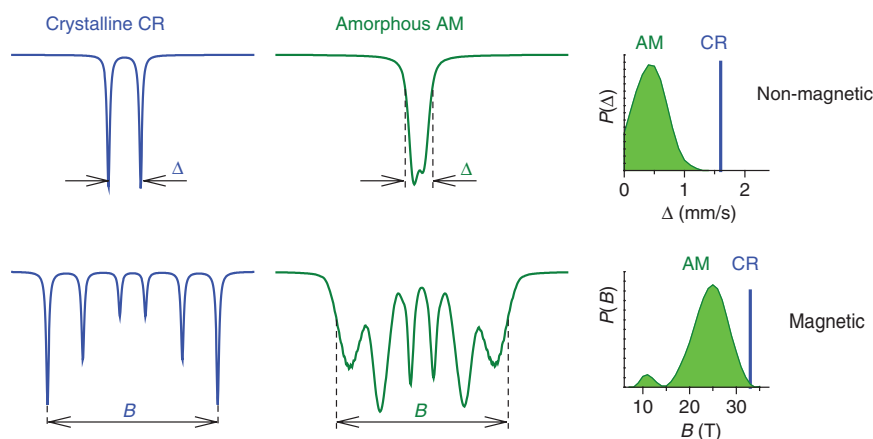 Crystalline CR
Amorphous AM
AM
CR
P(Δ)
Non-magnetic
Δ
Δ
0
1
2
Δ (mm/s)
AM
CR
P(B)
Magnetic
B
B
10
20
30
B (T)